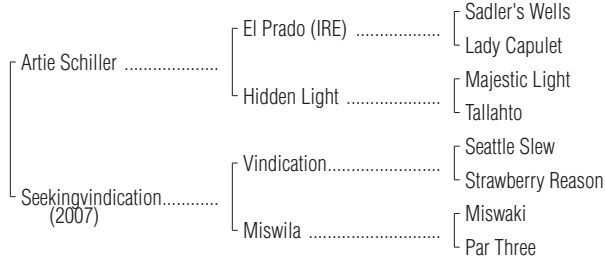 Sadler's Wells
El Prado (IRE) ...................
Lady Capulet
Artie Schiller .....................
Majestic Light
Hidden Light .....................
Tallahto
Seattle Slew
Vindication.........................
Strawberry Reason
Seekingvindication............
(2007)
Miswaki
Miswila .............................
Par Three